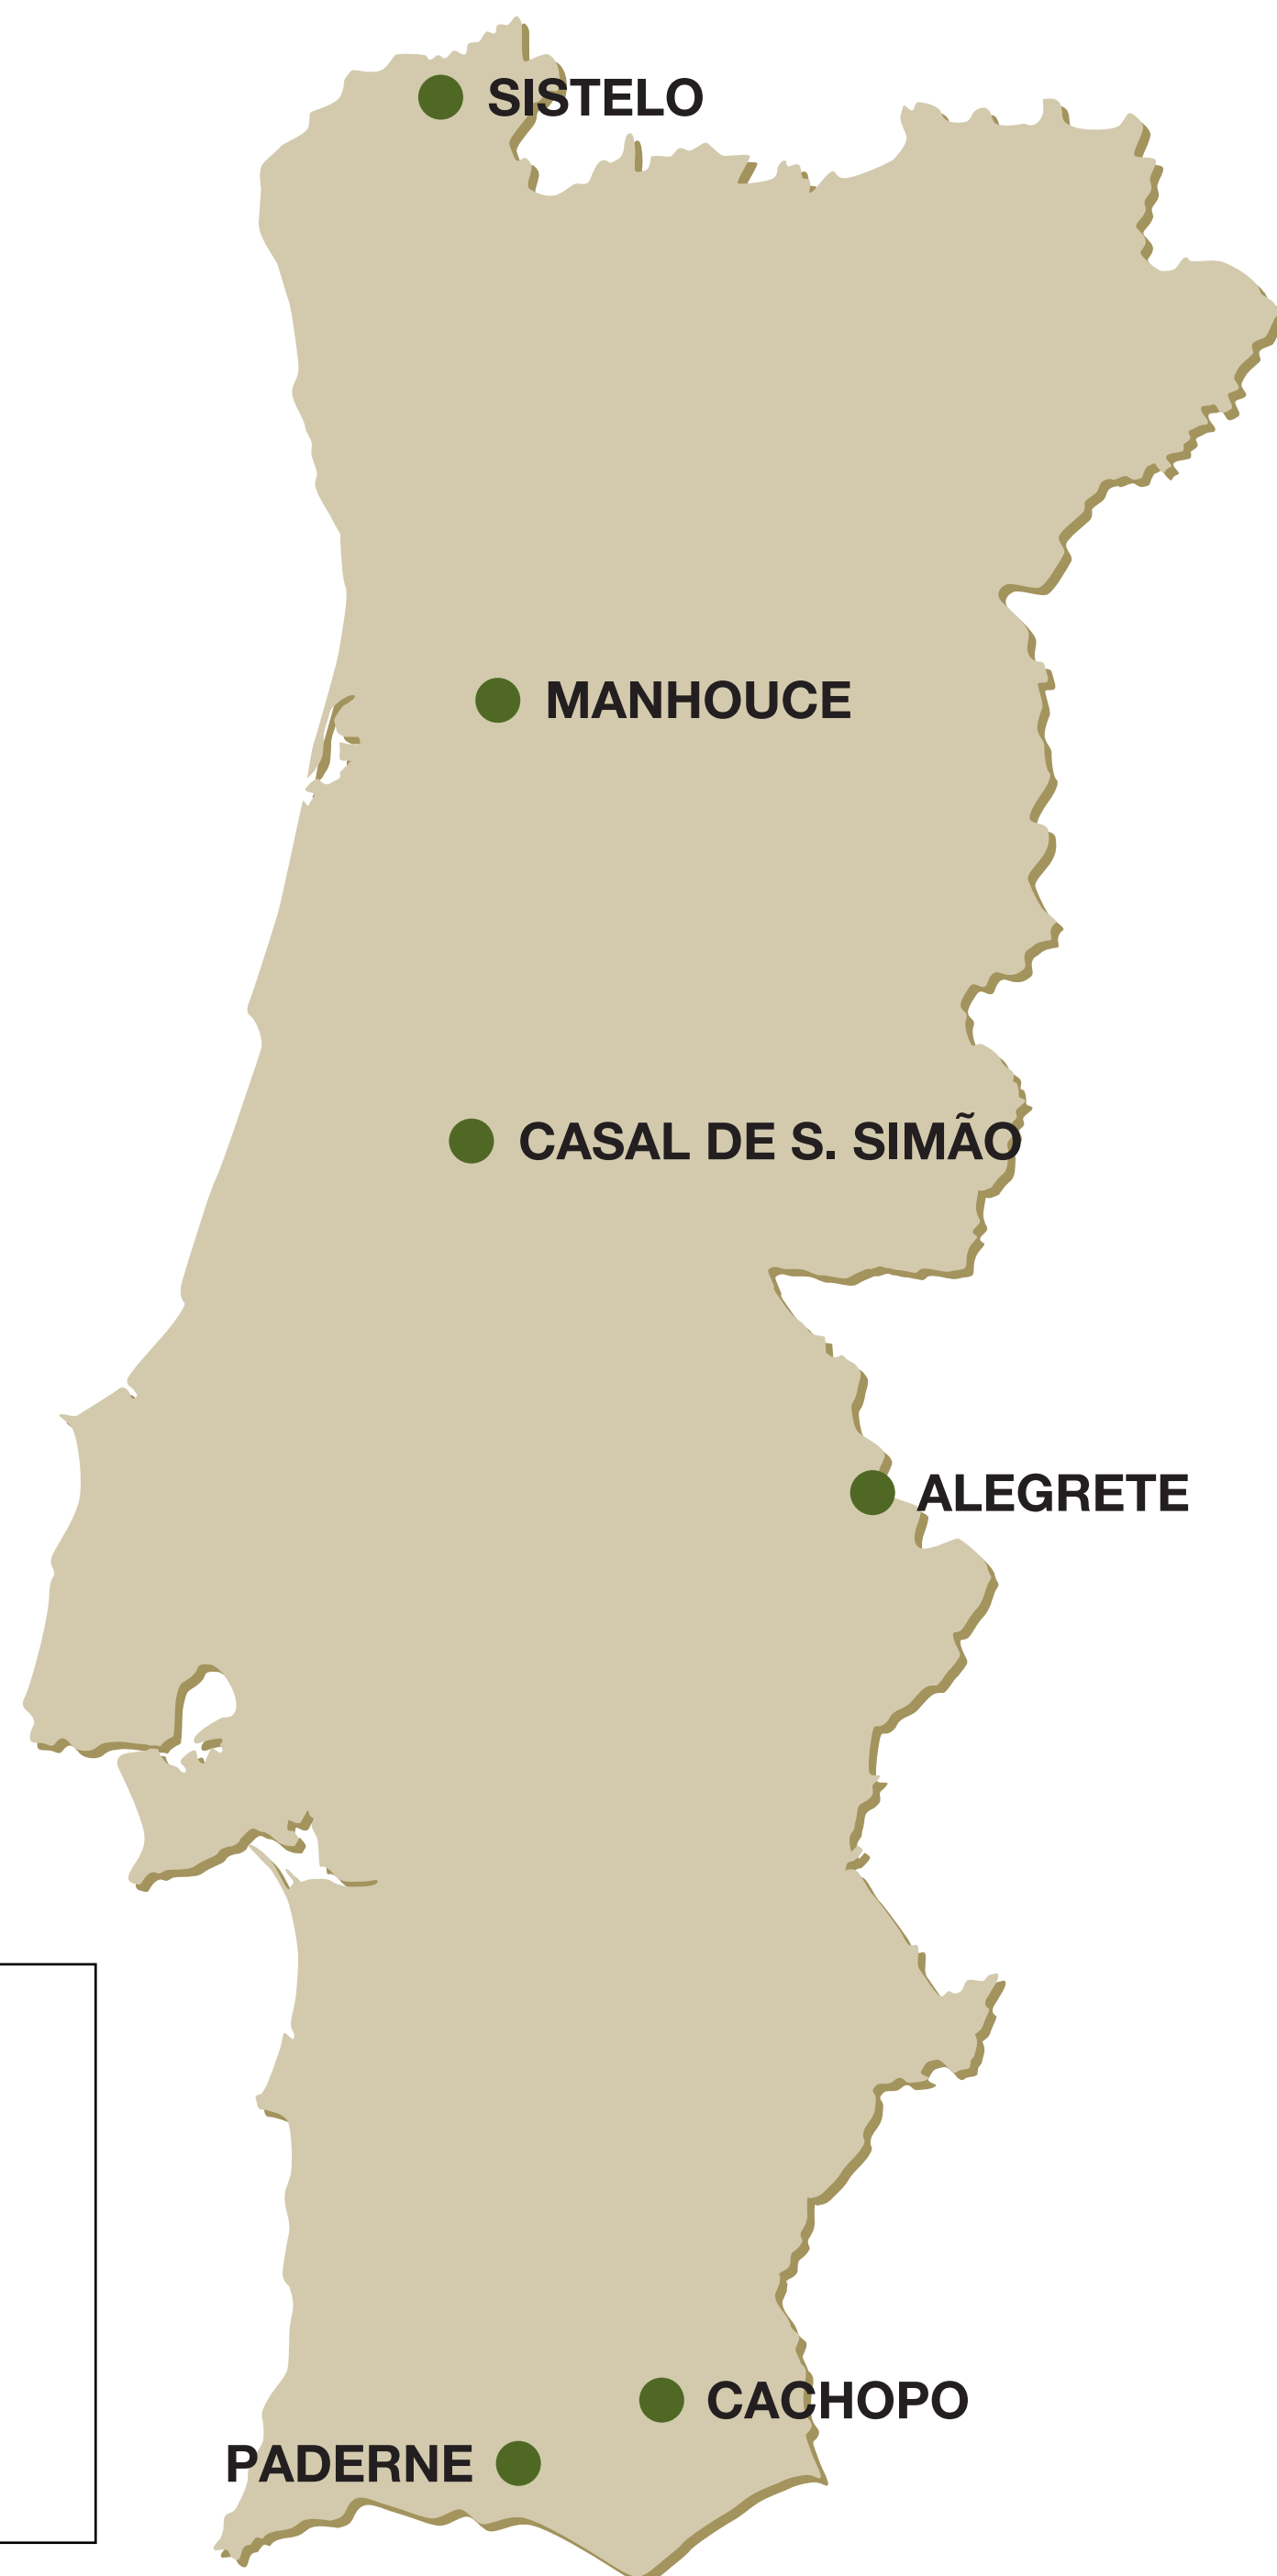 SISTELO
MANHOUCE
CASAL DE S. SIMÃO
ALEGRETE
CACHOPO
PADERNE